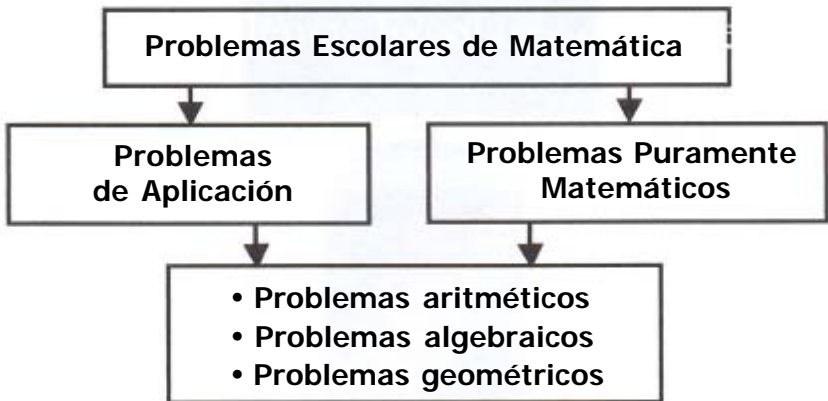 Problemas Escolares de Matemática
Problemas
de Aplicación
Problemas Puramente
Matemáticos
• Problemas aritméticos
• Problemas algebraicos
• Problemas geométricos